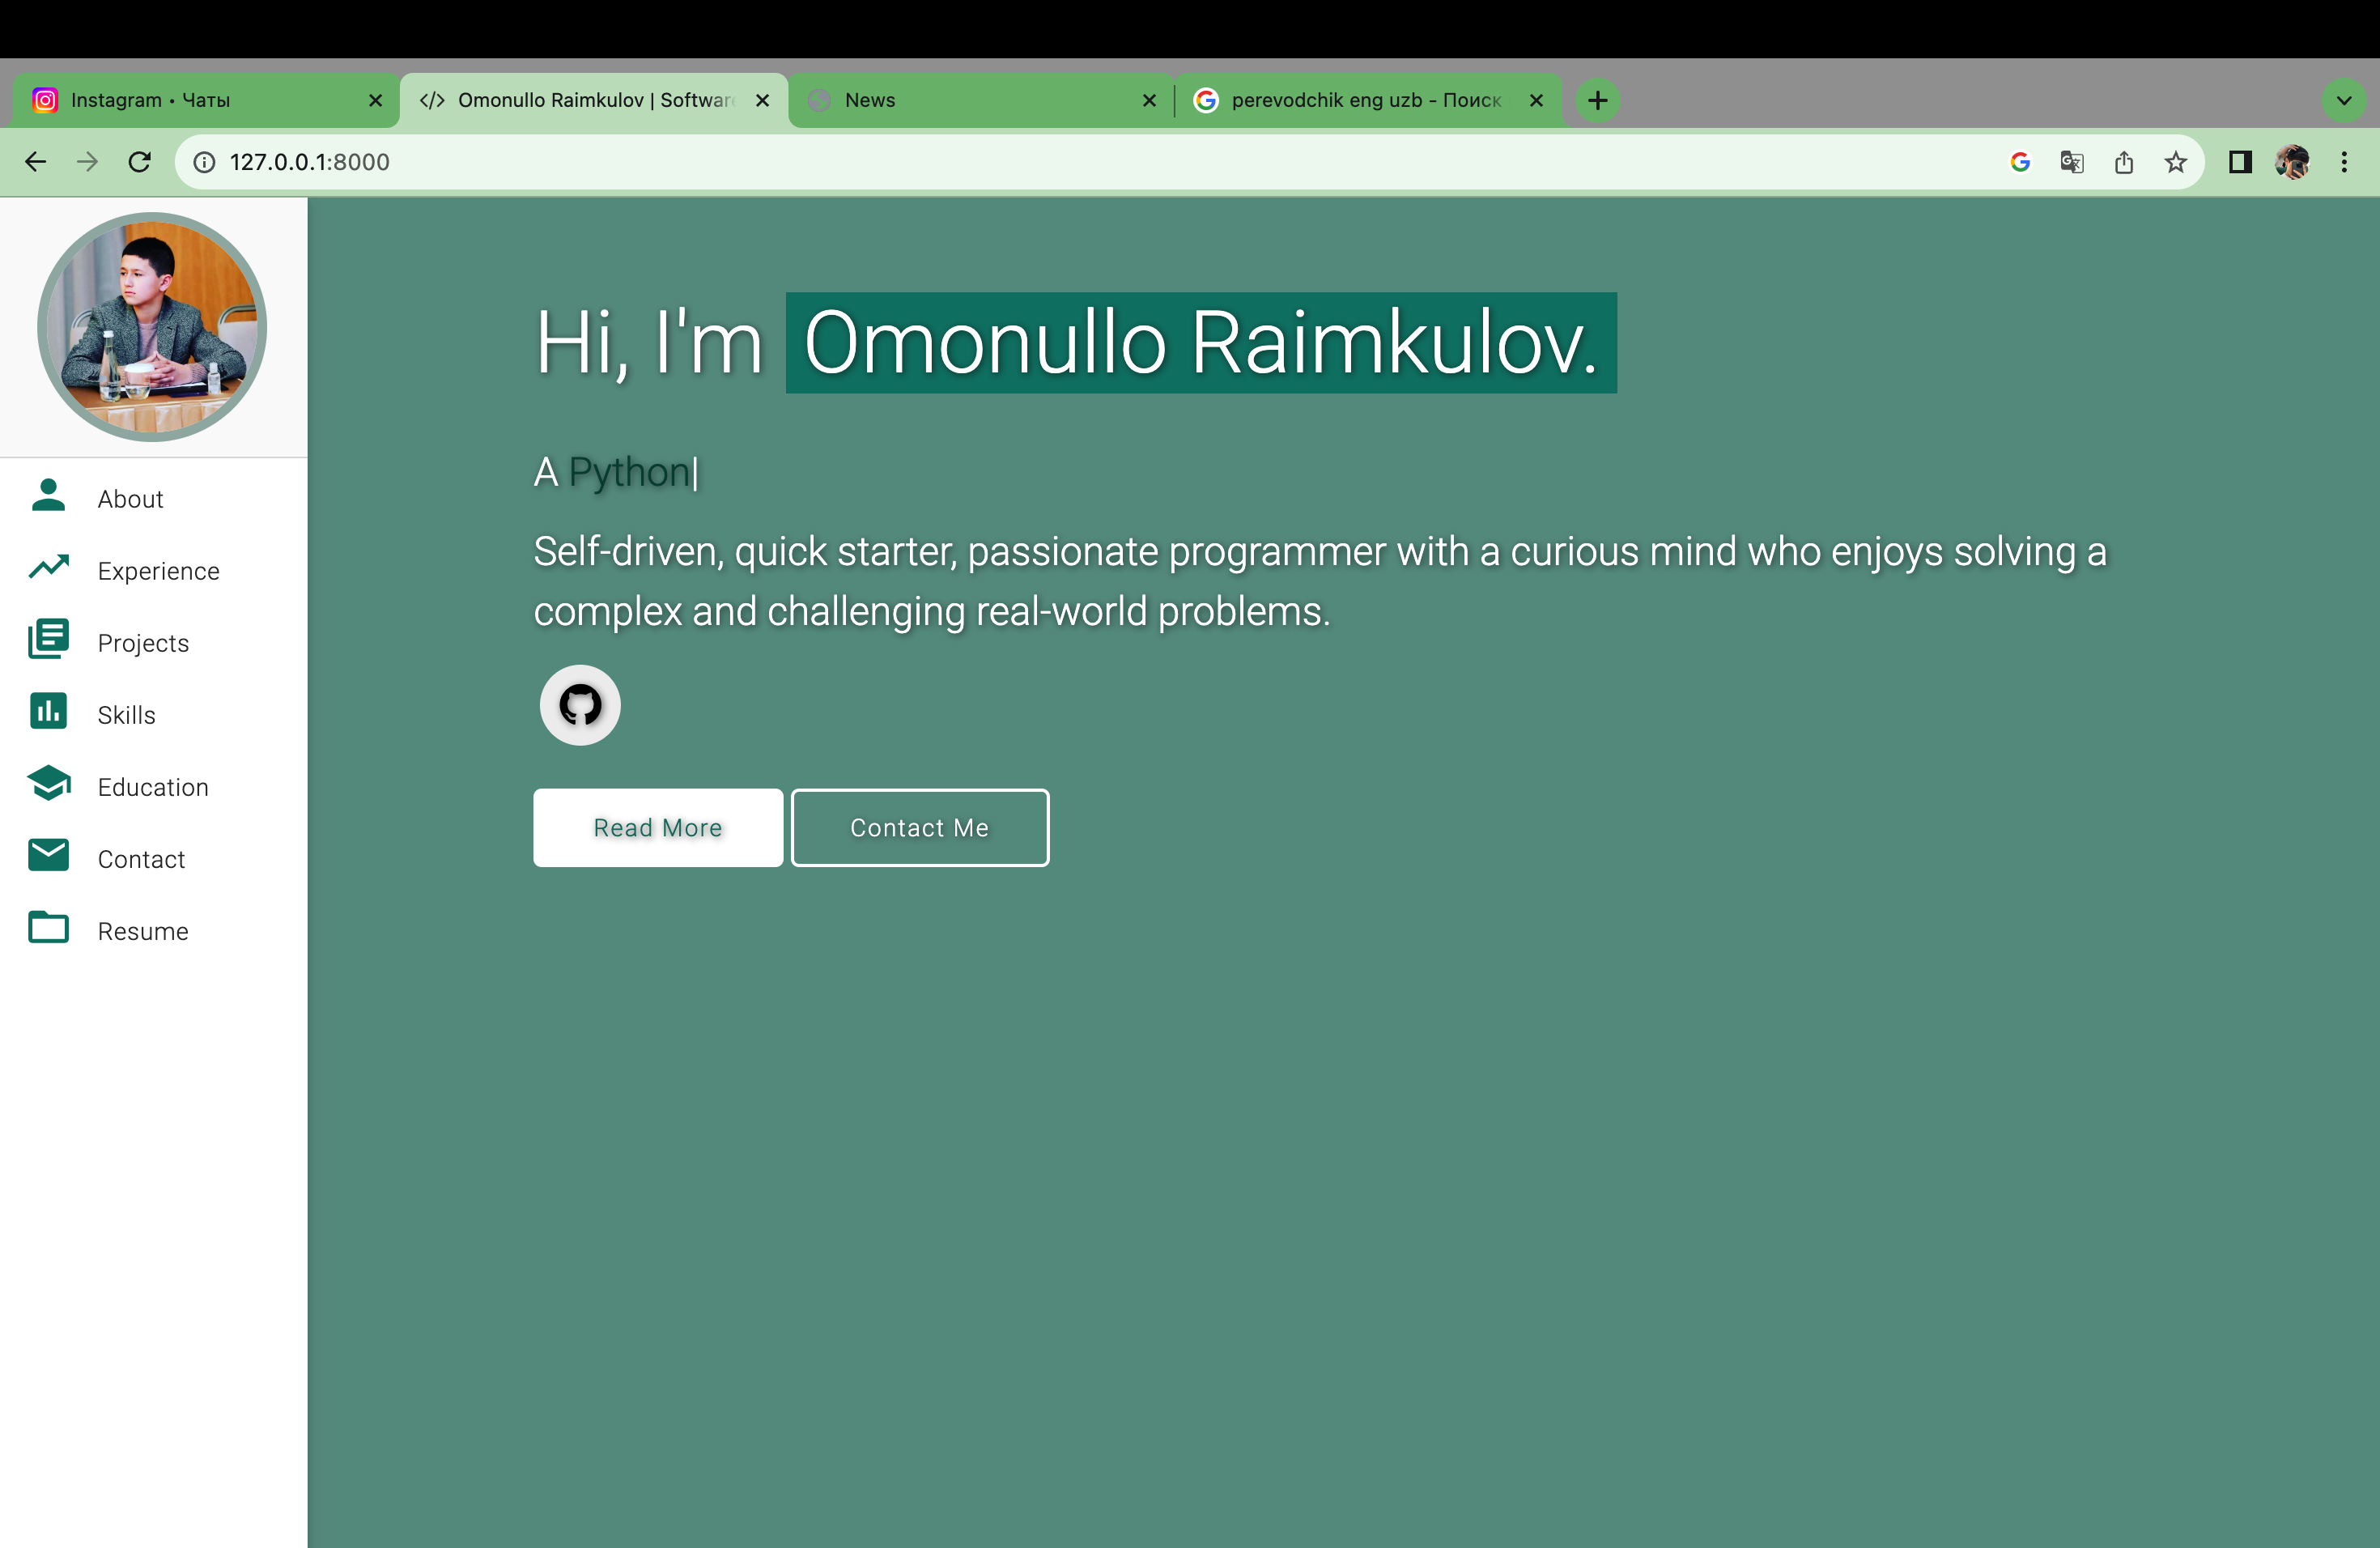 Instagram • Чаты
</> Omonullo Raimkulov | Software
News
perevodchik eng uzb - Поиск
127.0.0.1:8000
Hi, I'm Omonullo Raimkulov.
A Python|
Self-driven, quick starter, passionate programmer with a curious mind who enjoys solving a
complex and challenging real-world problems.
Read More
Contact Me
About
Experience
Projects
Skills
Education
Contact
Resume